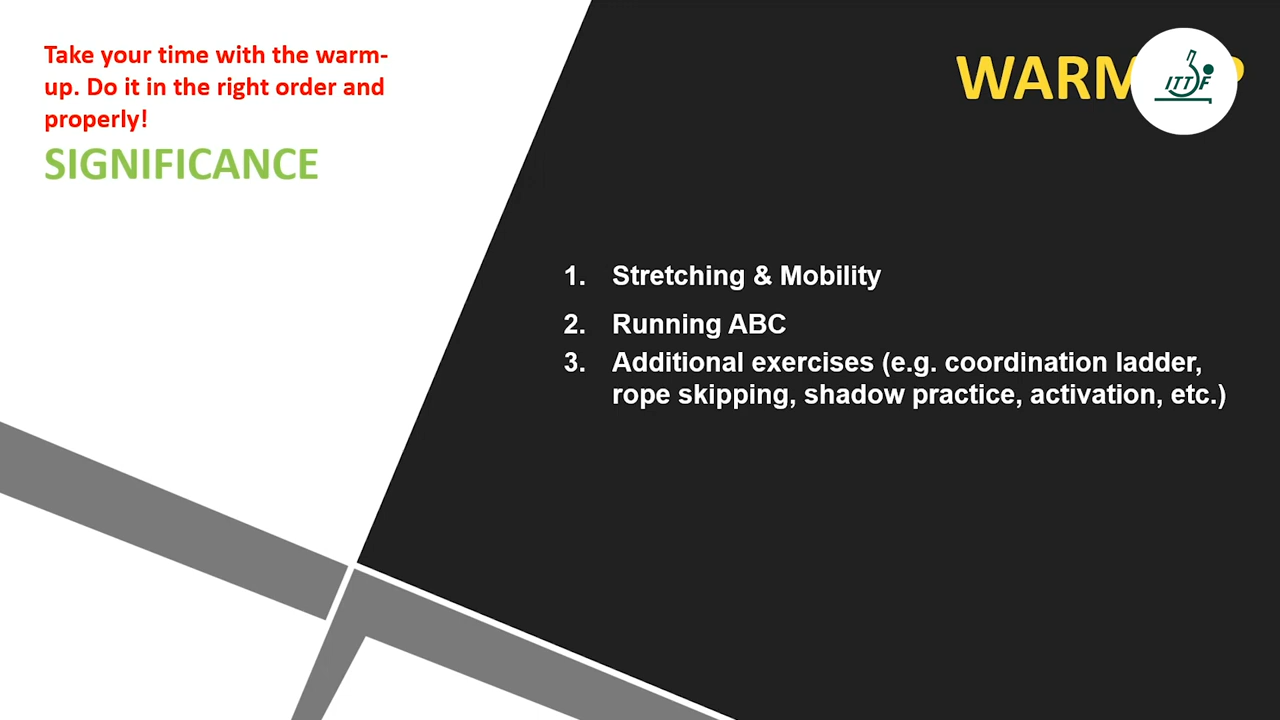 Take your time with the warm-
up. Do it in the right order and
properly!
SIGNIFICANCE
WARM
ITTF
1. Stretching & Mobility
2. Running ABC
3. Additional exercises (e.g. coordination ladder,
rope skipping, shadow practice, activation, etc.)